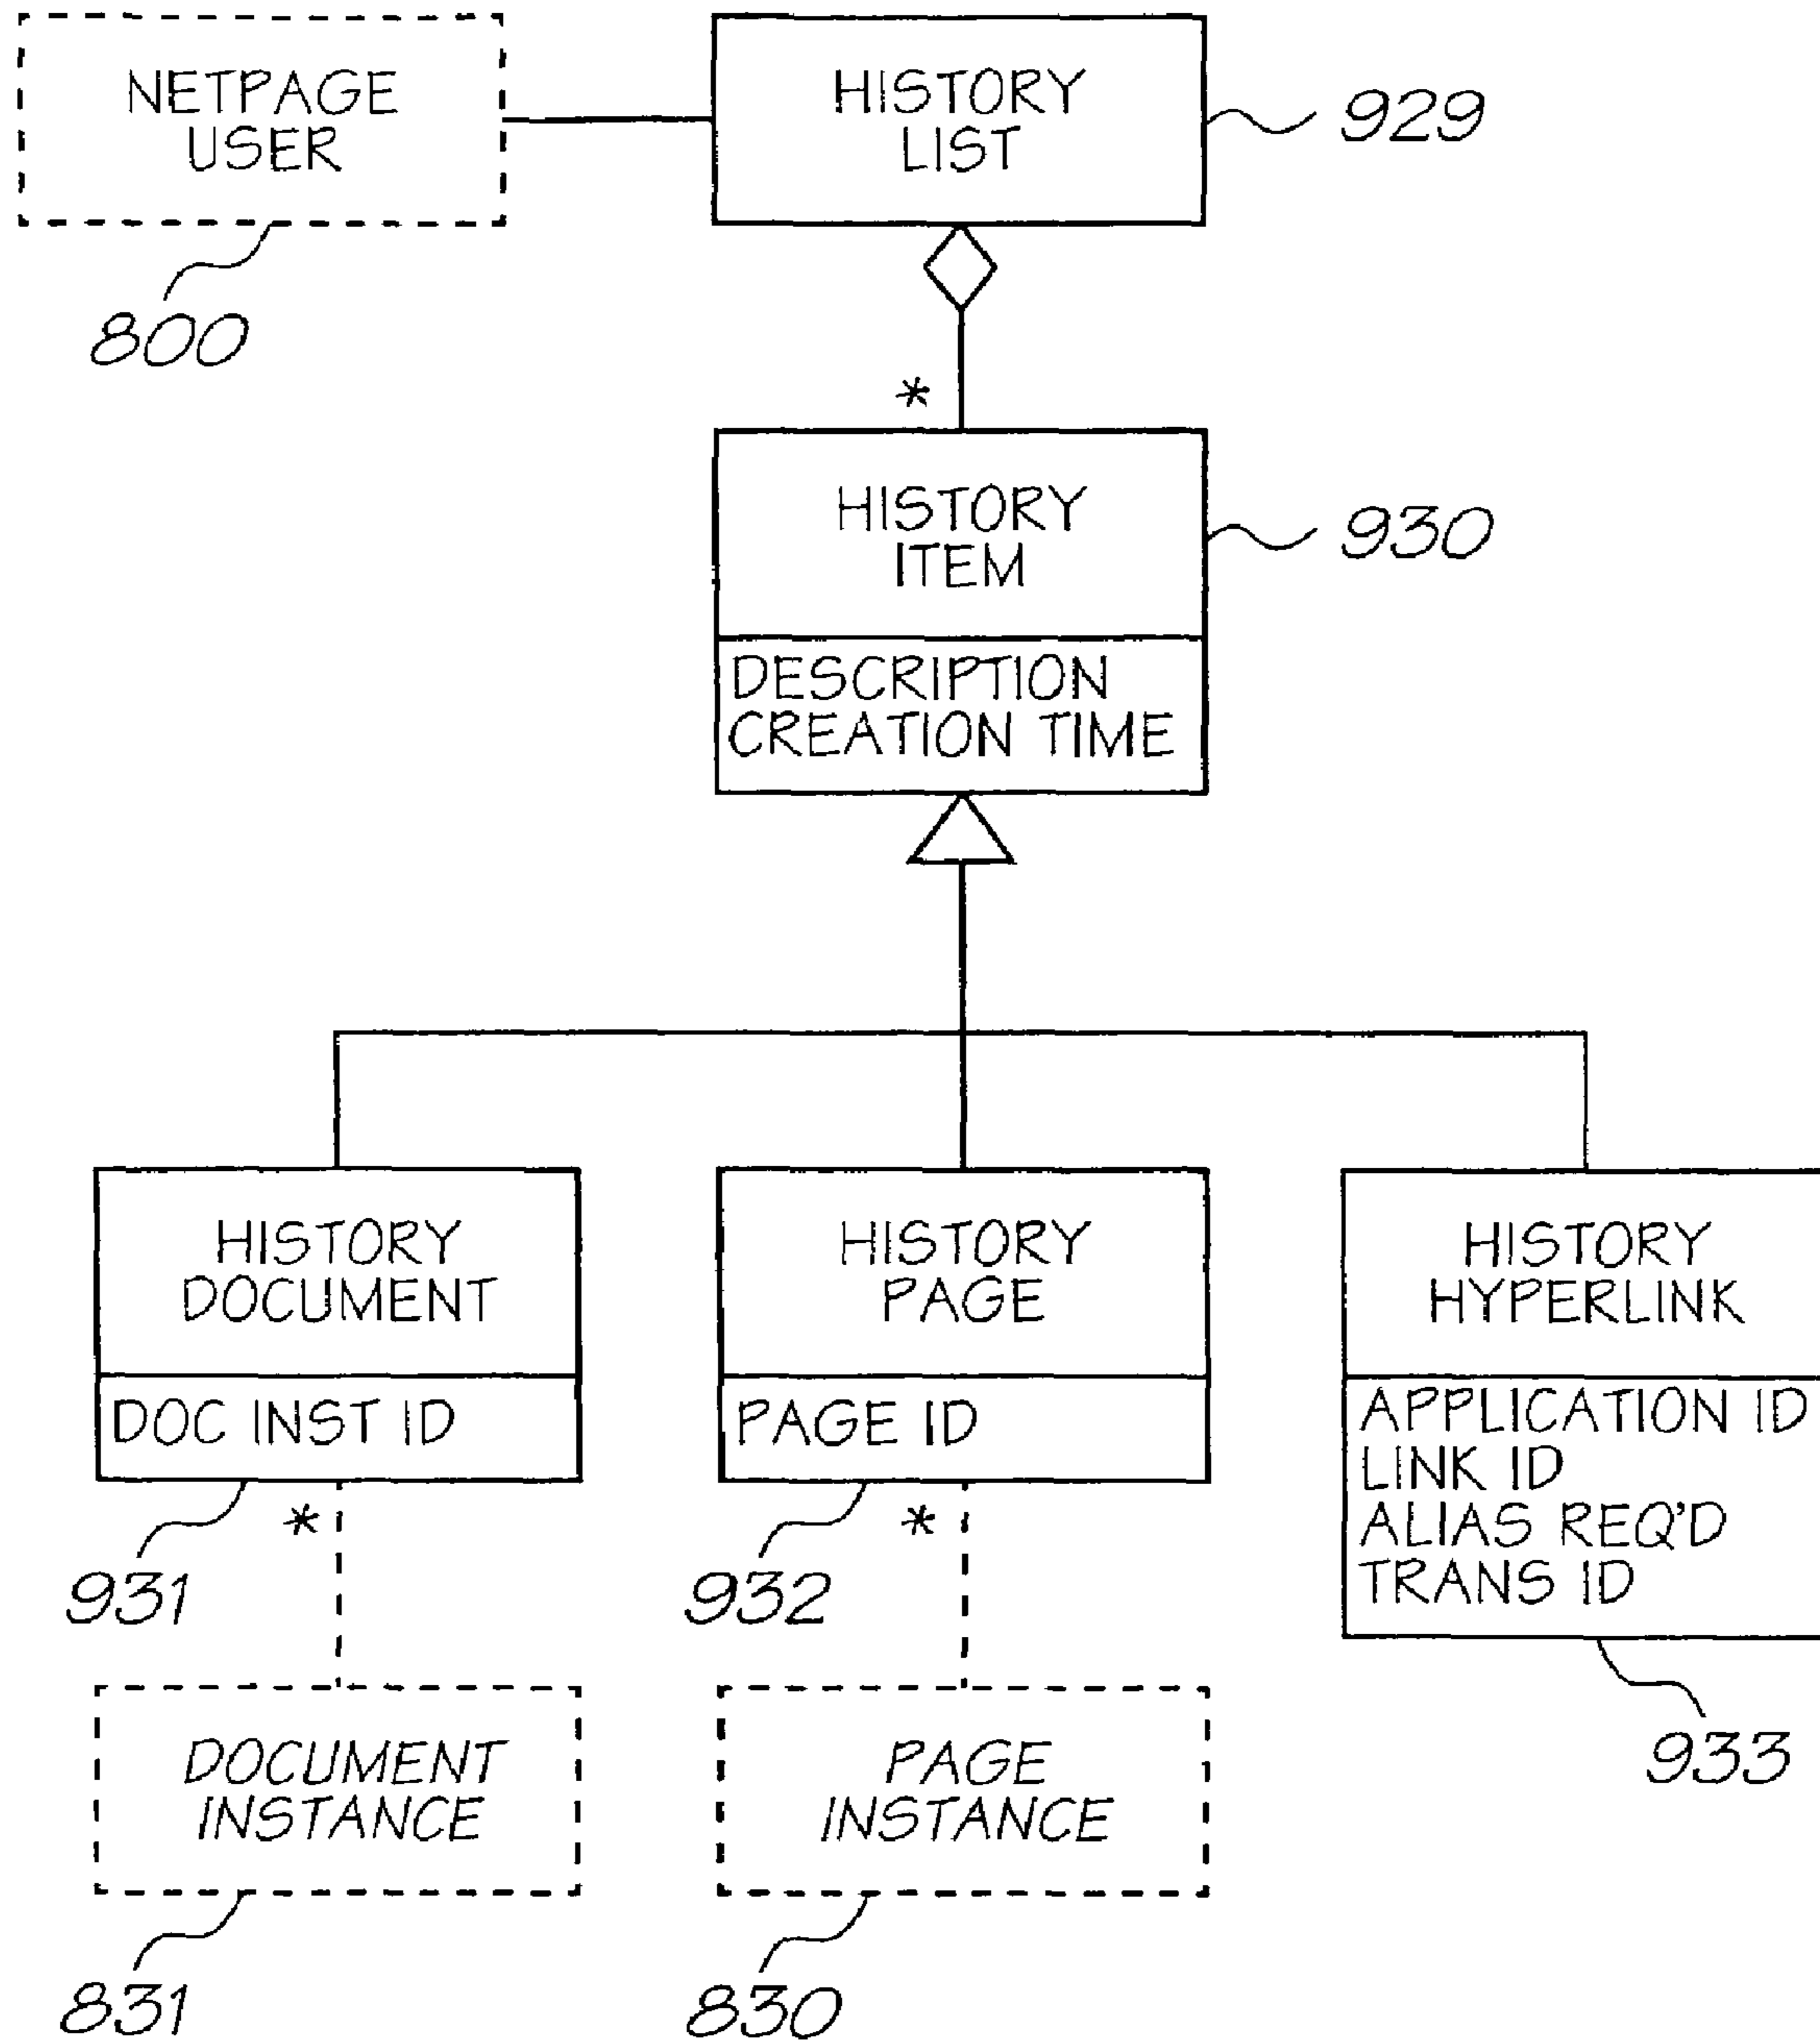 NETPAGE
USER
HISTORY
LIST
929
800
*
HISTORY
ITEM
930
DESCRIPTION
CREATION TIME
HISTORY
DOCUMENT
HISTORY
PAGE
HISTORY
HYPERLINK
DOC INST ID
PAGE ID
APPLICATION ID
LINK ID
ALIAS REQ'D
TRANS ID
*
*
931
932
933
DOCUMENT
INSTANCE
PAGE
INSTANCE
831
830